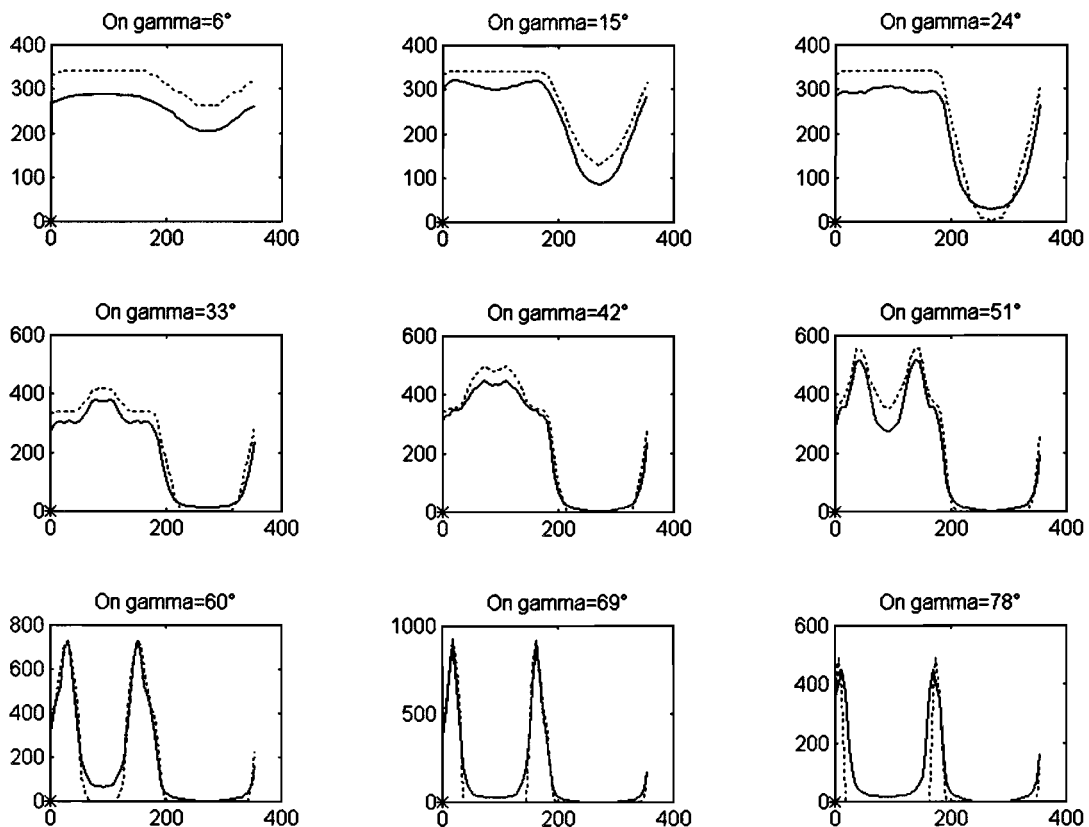 On gamma=6°
400
300
200
100
0
0 200 400
On gamma=15°
400
300
200
100
0
0 200 400
On gamma=24°
400
300
200
100
0
0 200 400
On gamma=33°
600
400
200
0
0 200 400
On gamma=42°
600
400
200
0
0 200 400
On gamma=51°
600
400
200
0
0 200 400
On gamma=60°
800
600
400
200
0
0 200 400
On gamma=69°
1000
500
0
0 200 400
On gamma=78°
600
400
200
0
0 200 400